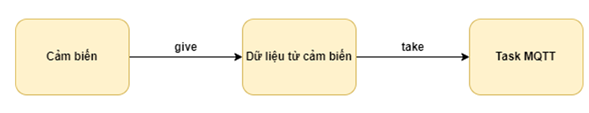 Cảm biến
give
Dữ liệu từ cảm biến
take
Task MQTT